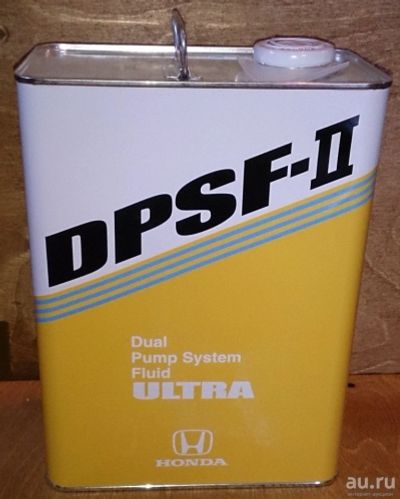 DPSF-II
Dual
Pump System
Fluid
ULTRA
HONDA
au.ru